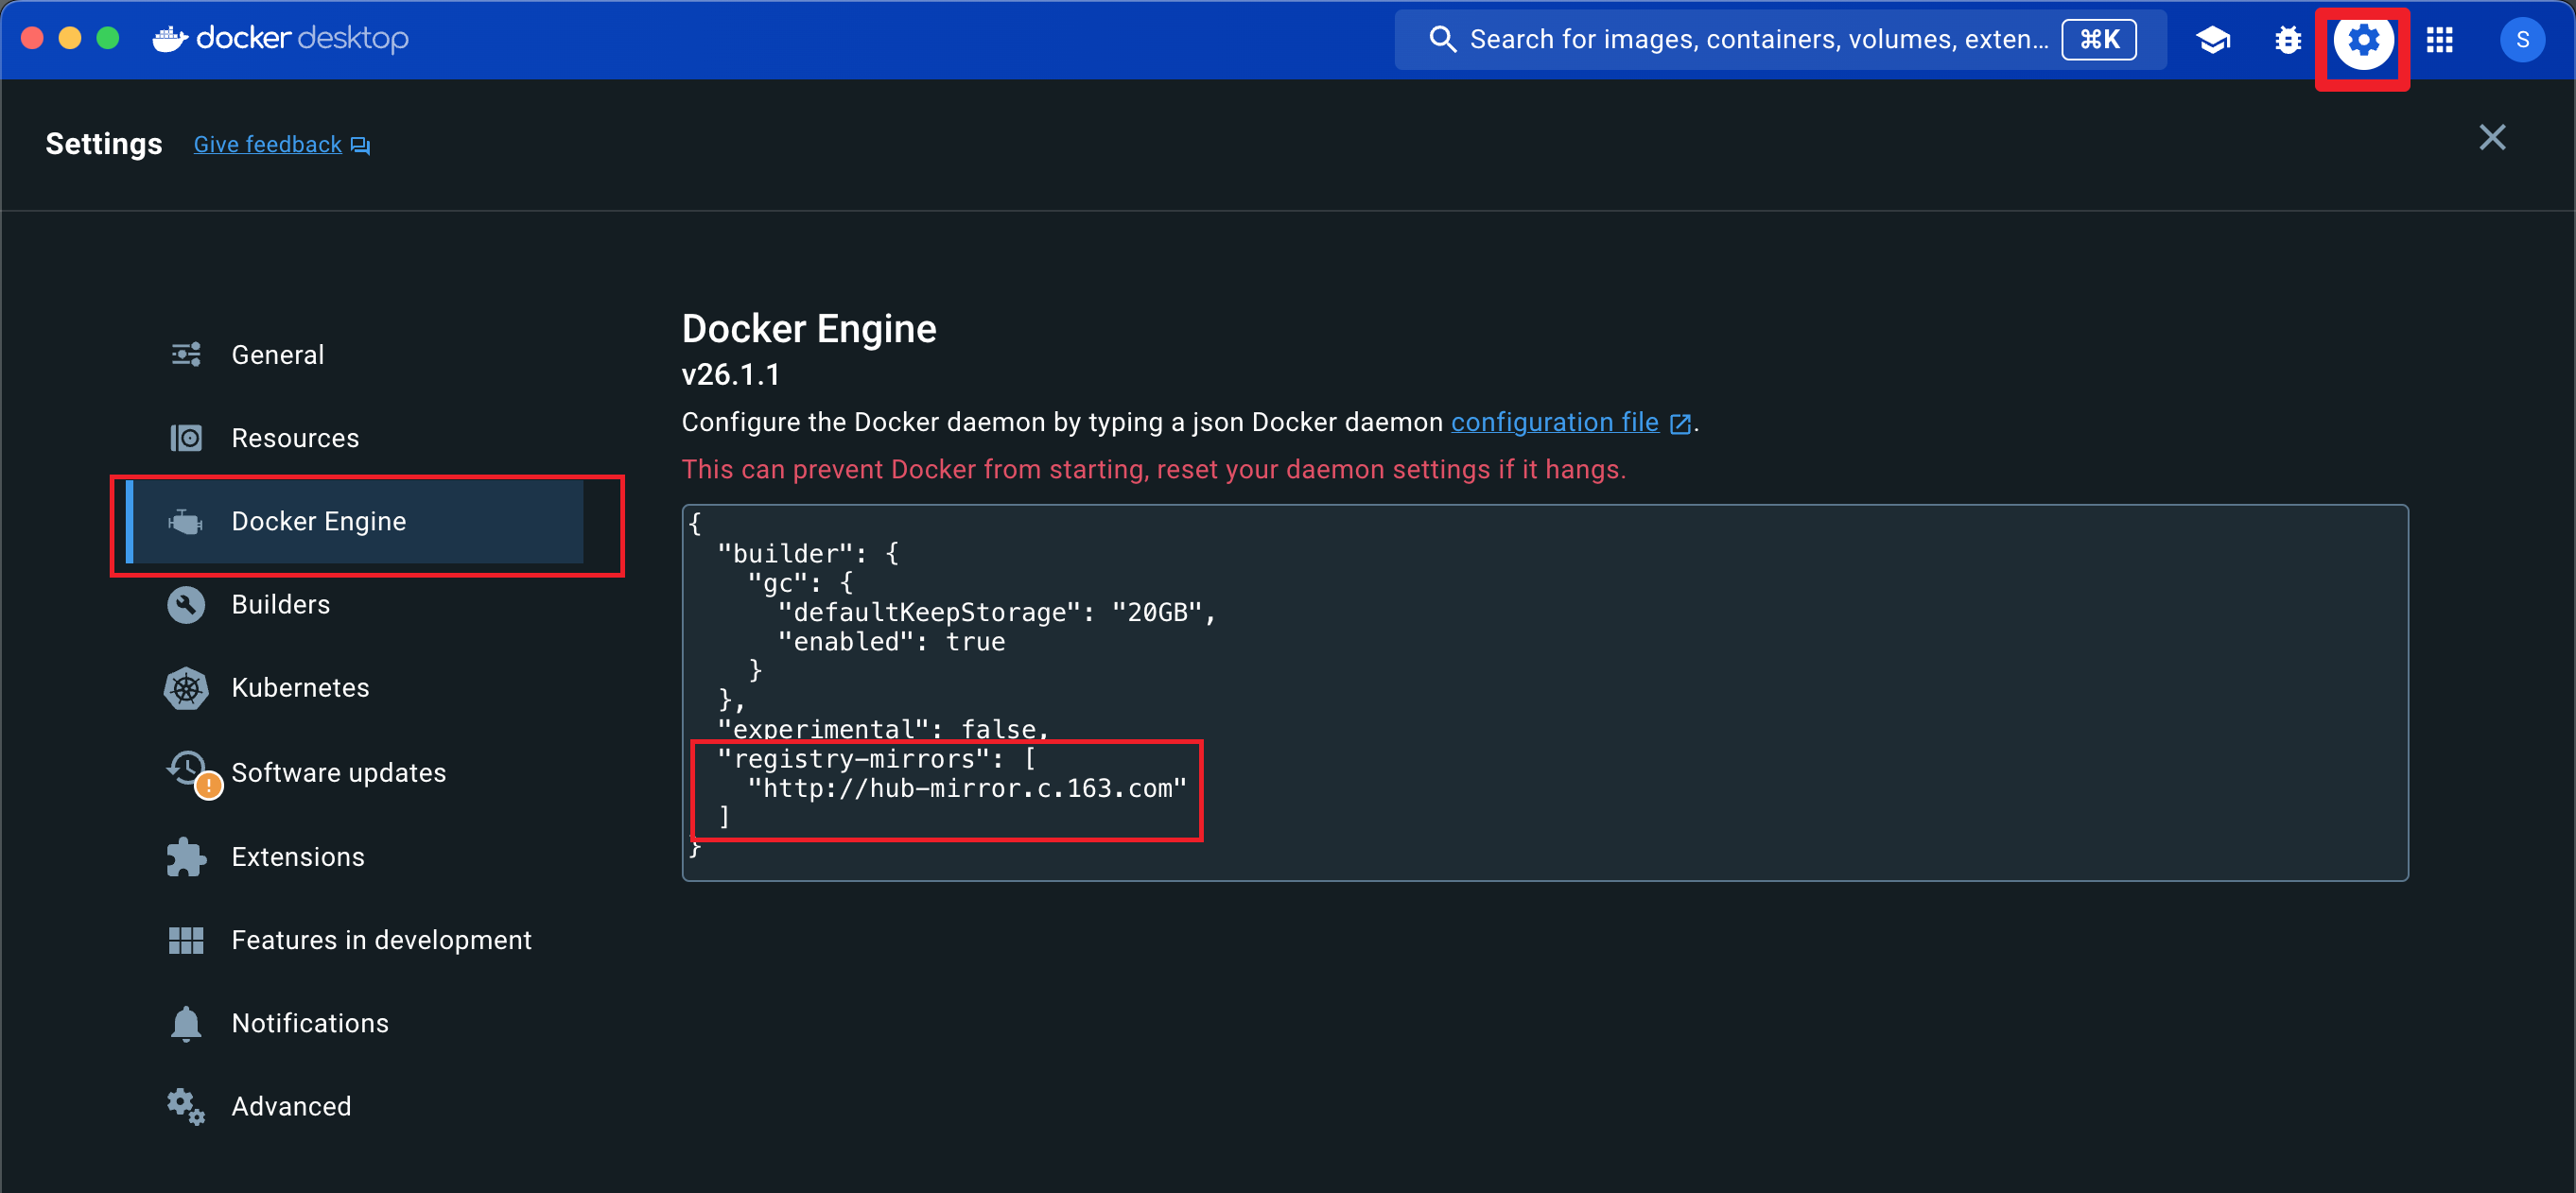 docker desktop
Search for images, containers, volumes, exten... ⌘K
S
Settings
Give feedback
General
Resources
Docker Engine
Builders
Kubernetes
Software updates
Extensions
Features in development
Notifications
Advanced
Docker Engine
v26.1.1
Configure the Docker daemon by typing a json Docker daemon configuration file .
This can prevent Docker from starting, reset your daemon settings if it hangs.
{
  "builder": {
    "gc": {
      "defaultKeepStorage": "20GB",
      "enabled": true
    }
  },
  "experimental": false,
  "registry-mirrors": [
    "http://hub-mirror.c.163.com"
  ]
}